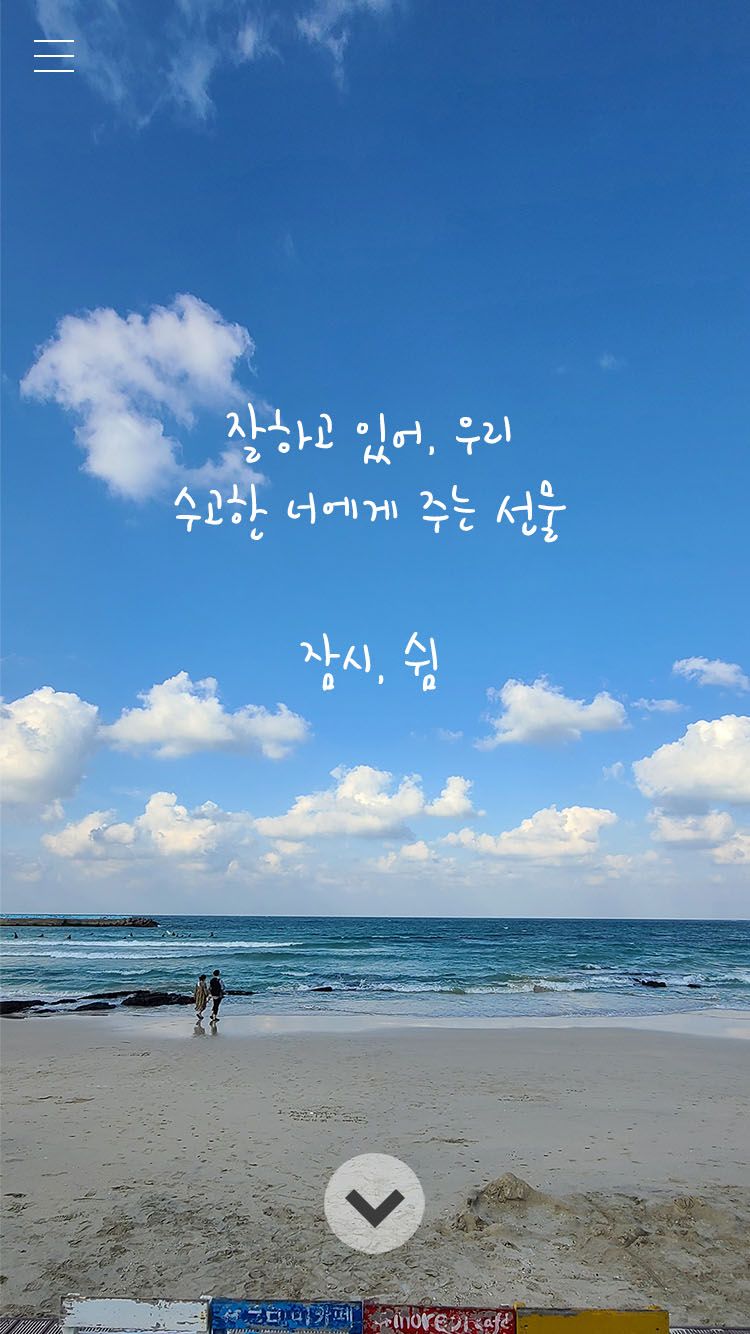 잘하고 있어, 우리
수고한 너에게 주는 선물
잠시, 쉼